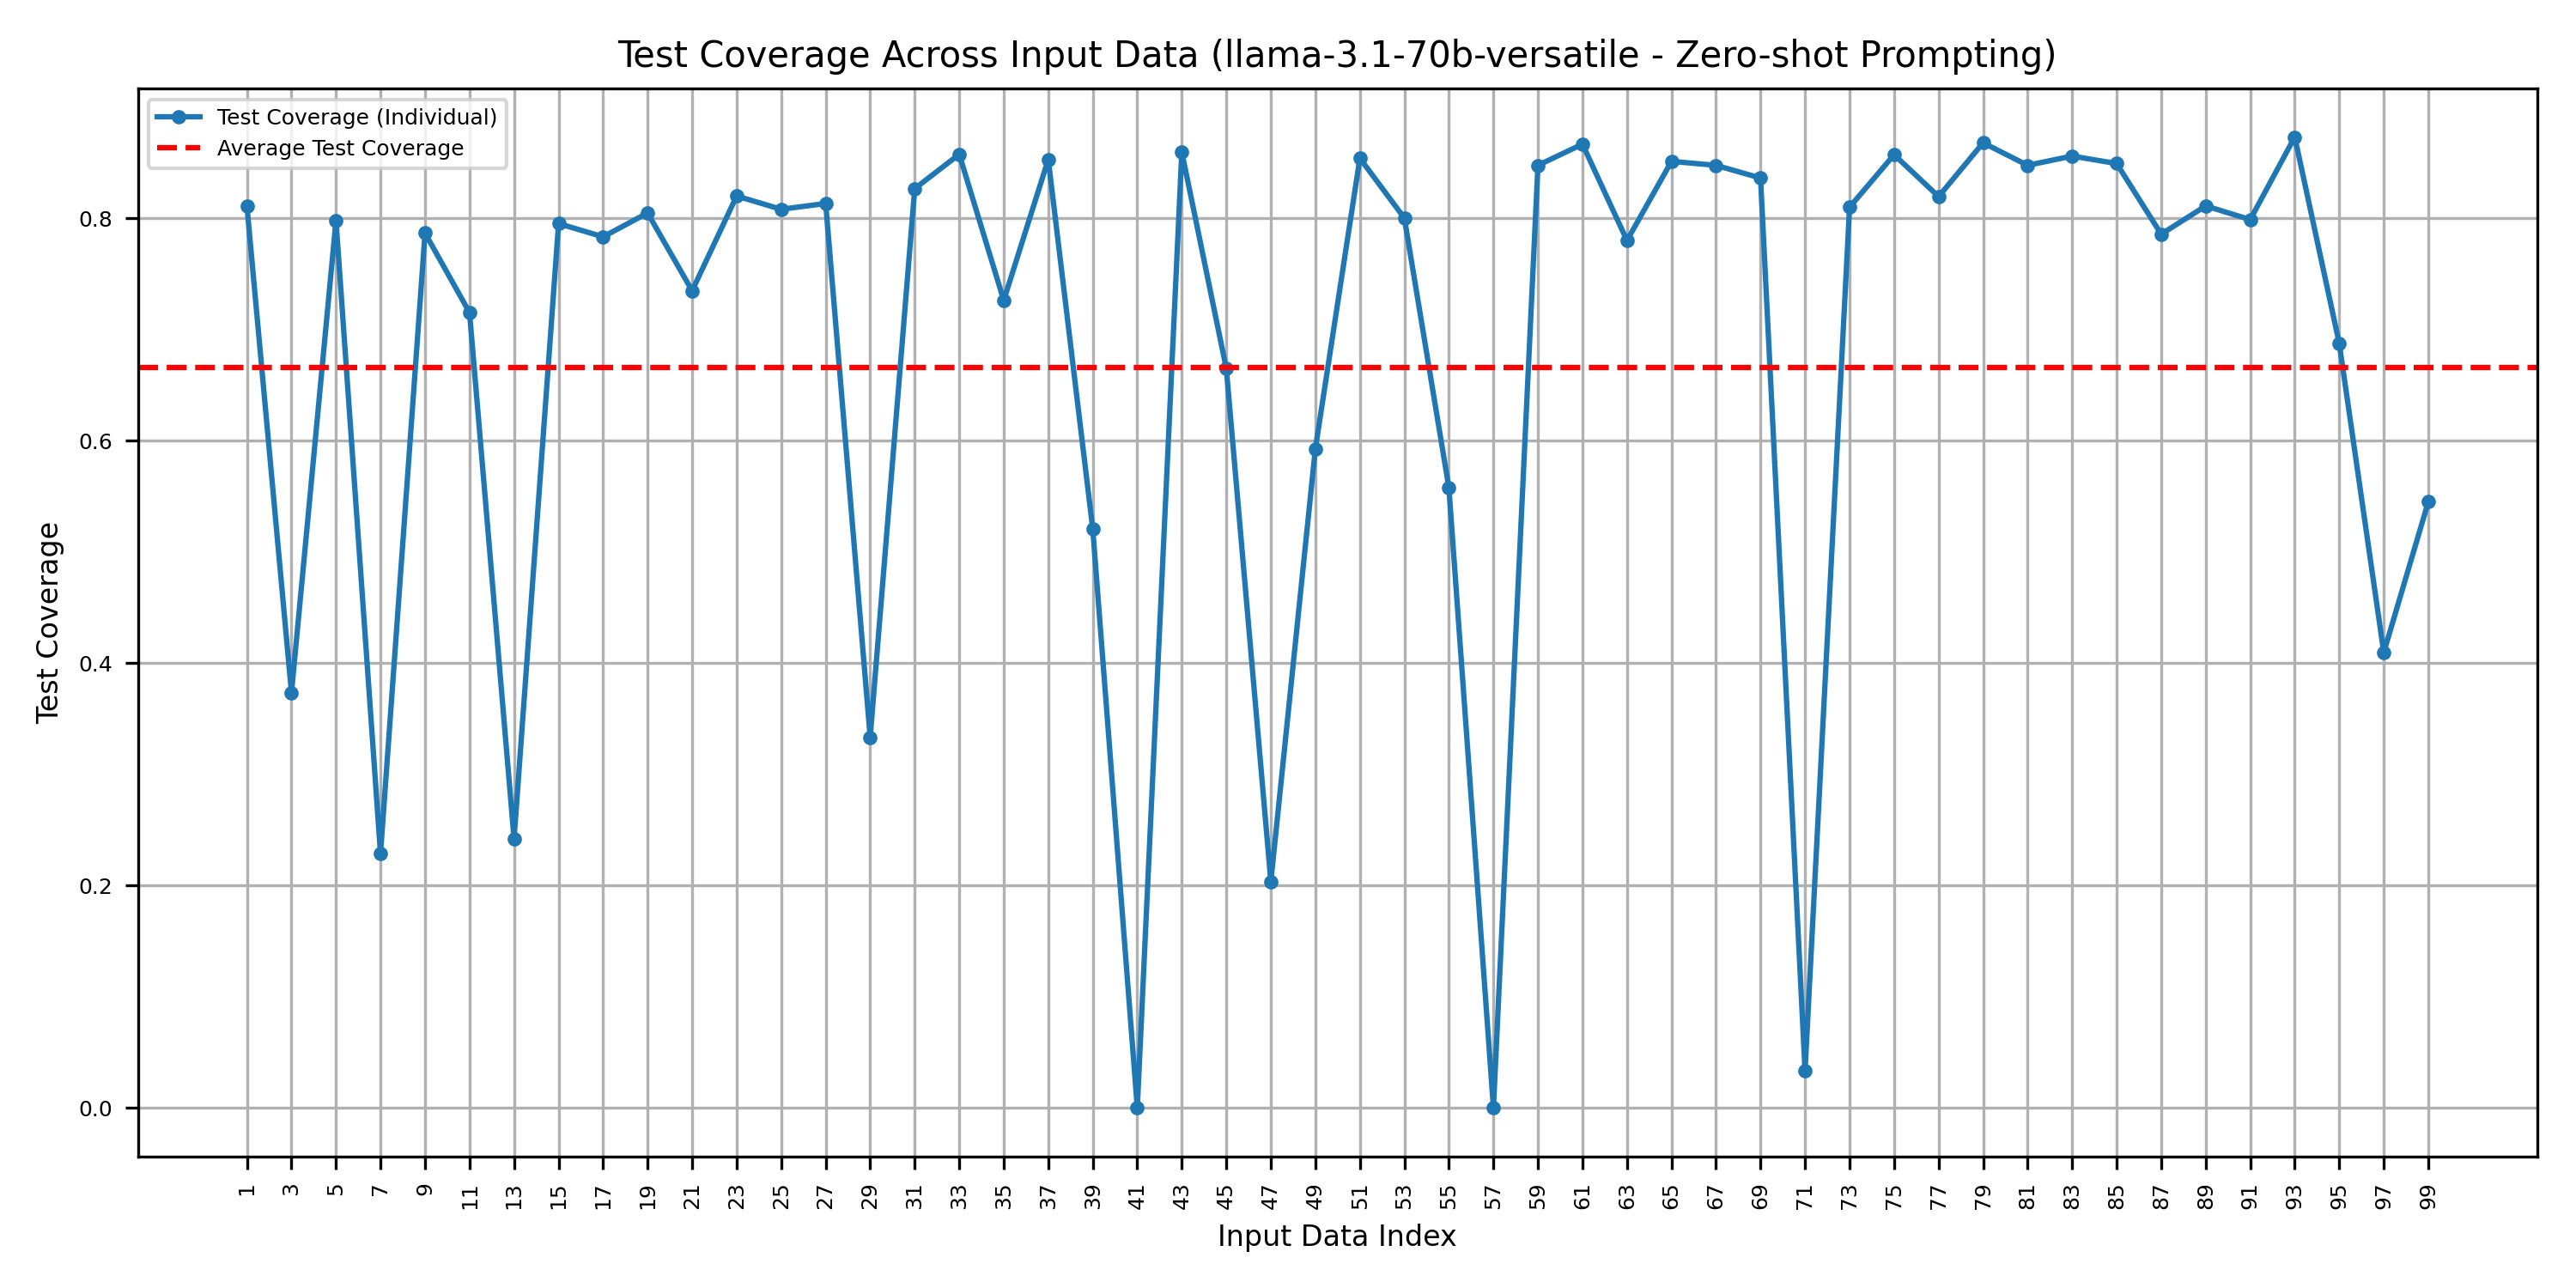 Test Coverage Across Input Data (llama-3.1-70b-versatile - Zero-shot Prompting)
Test Coverage (Individual)
Average Test Coverage
Test Coverage
0.8
0.6
0.4
0.2
0.0
1 3 5 7 9 11 13 15 17 19 21 23 25 27 29 31 33 35 37 39 41 43 45 47 49 51 53 55 57 59 61 63 65 67 69 71 73 75 77 79 81 83 85 87 89 91 93 95 97 99
Input Data Index